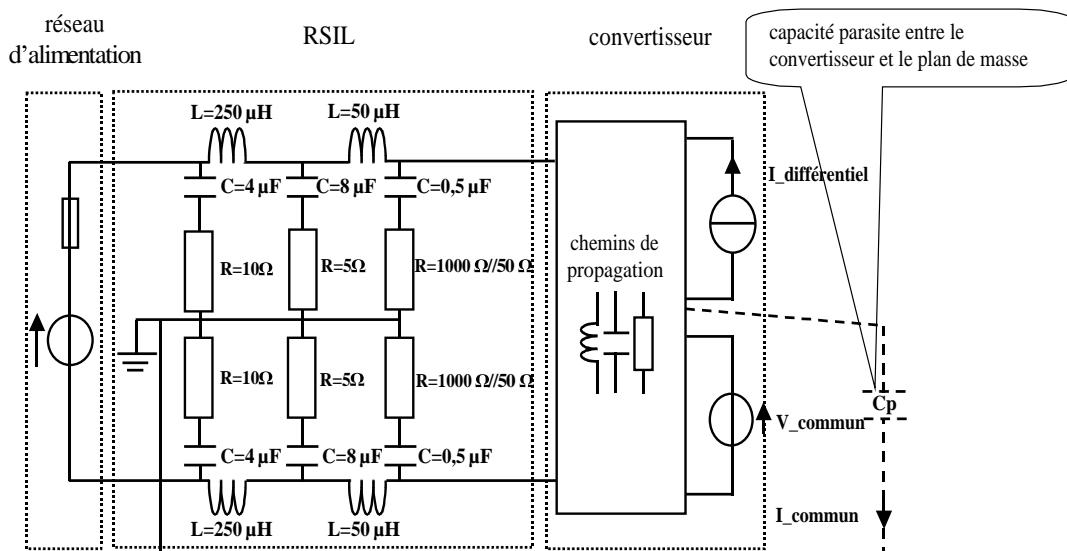 réseau
d'alimentation
RSIL
convertisseur
capacité parasite entre le
convertisseur et le plan de masse
L=250 µH
L=50 µH
C=4 µF
C=8 µF
C=0,5 µF
I_différentiel
R=10Ω
R=5Ω
R=1000 Ω//50 Ω
chemins de
propagation
R=10Ω
R=5Ω
R=1000 Ω//50 Ω
Cp
V_commun
C=4 µF
C=8 µF
C=0,5 µF
L=250 µH
L=50 µH
I_commun